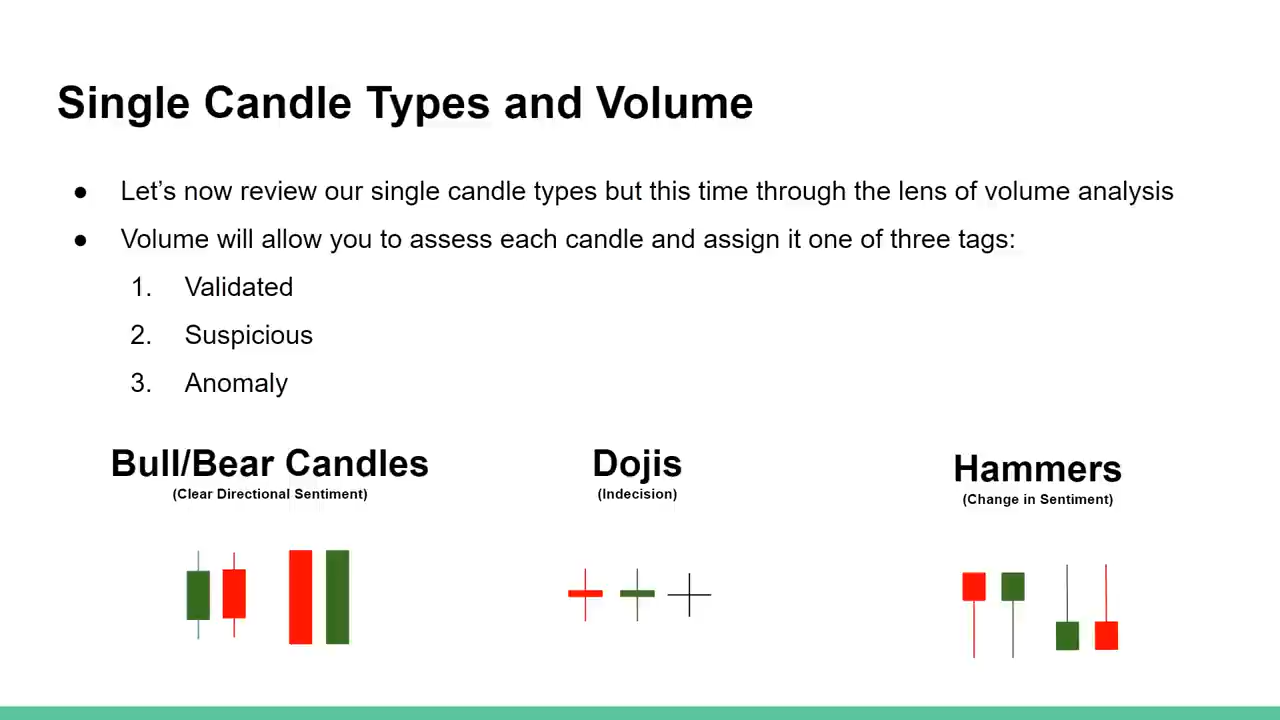 Single Candle Types and Volume
● Let’s now review our single candle types but this time through the lens of volume analysis
● Volume will allow you to assess each candle and assign it one of three tags:
1. Validated
2. Suspicious
3. Anomaly
Bull/Bear Candles
(Clear Directional Sentiment)
Dojis
(Indecision)
Hammers
(Change in Sentiment)